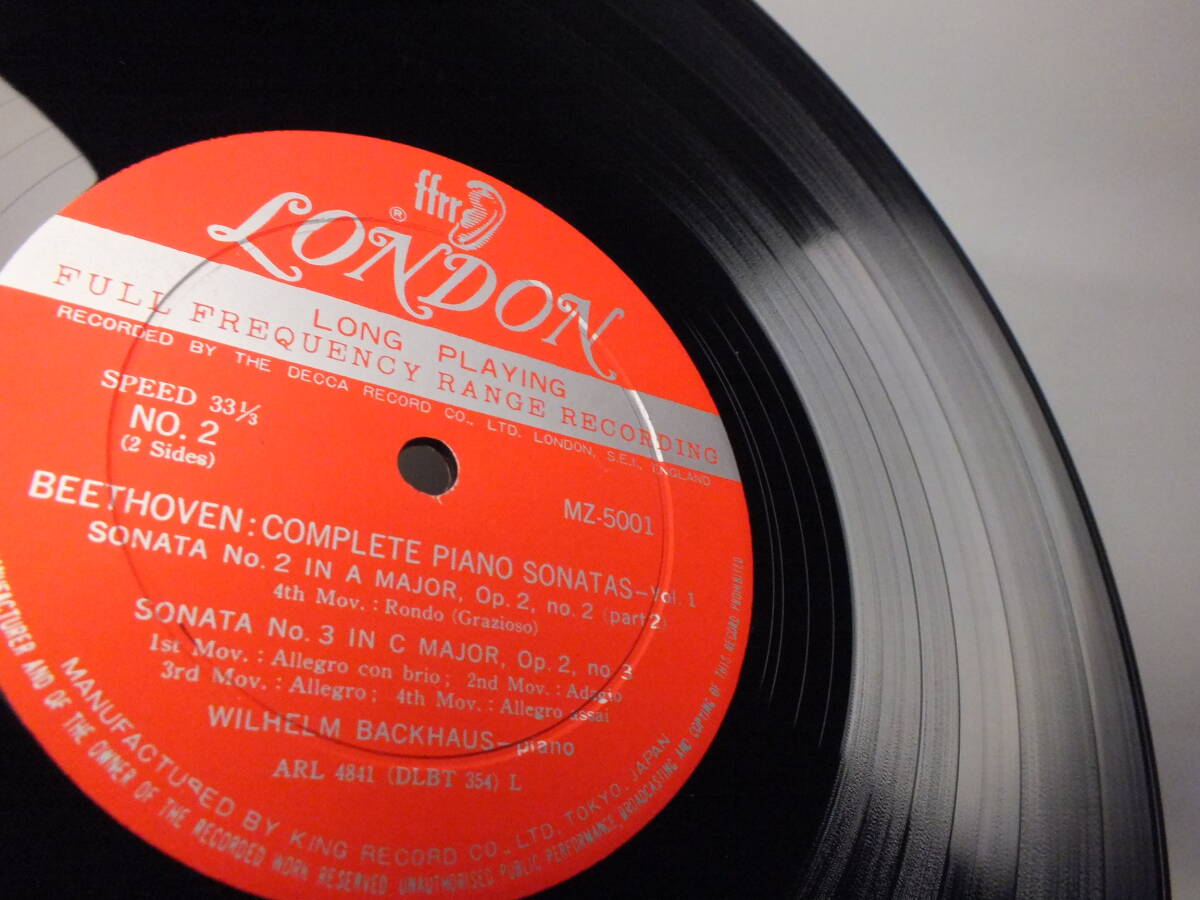 ffrr
®
LONDON
LONG PLAYING
FULL FREQUENCY RANGE RECORDING
RECORDED BY THE DECCA RECORD CO., LTD. LONDON, S.E.I., ENGLAND
SPEED 33⅓
NO. 2
(2 Sides)
MZ-5001
BEETHOVEN: COMPLETE PIANO SONATAS—Vol. 1
SONATA No. 2 IN A MAJOR, Op. 2, no. 2 (part 2)
4th Mov. : Rondo (Grazioso)
SONATA No. 3 IN C MAJOR, Op. 2, no. 3
1st Mov. : Allegro con brio ; 2nd Mov. : Adagio
3rd Mov. : Allegro ; 4th Mov. : Allegro assai
WILHELM BACKHAUS—piano
ARL 4841 (DLBT 354) L
MANUFACTURED BY KING RECORD CO., LTD. TOKYO, JAPAN
MANUFACTURER AND OF THE OWNER OF THE RECORDED WORK RESERVED. UNAUTHORISED PUBLIC PERFORMANCE, BROADCASTING AND COPYING OF THIS RECORD PROHIBITED